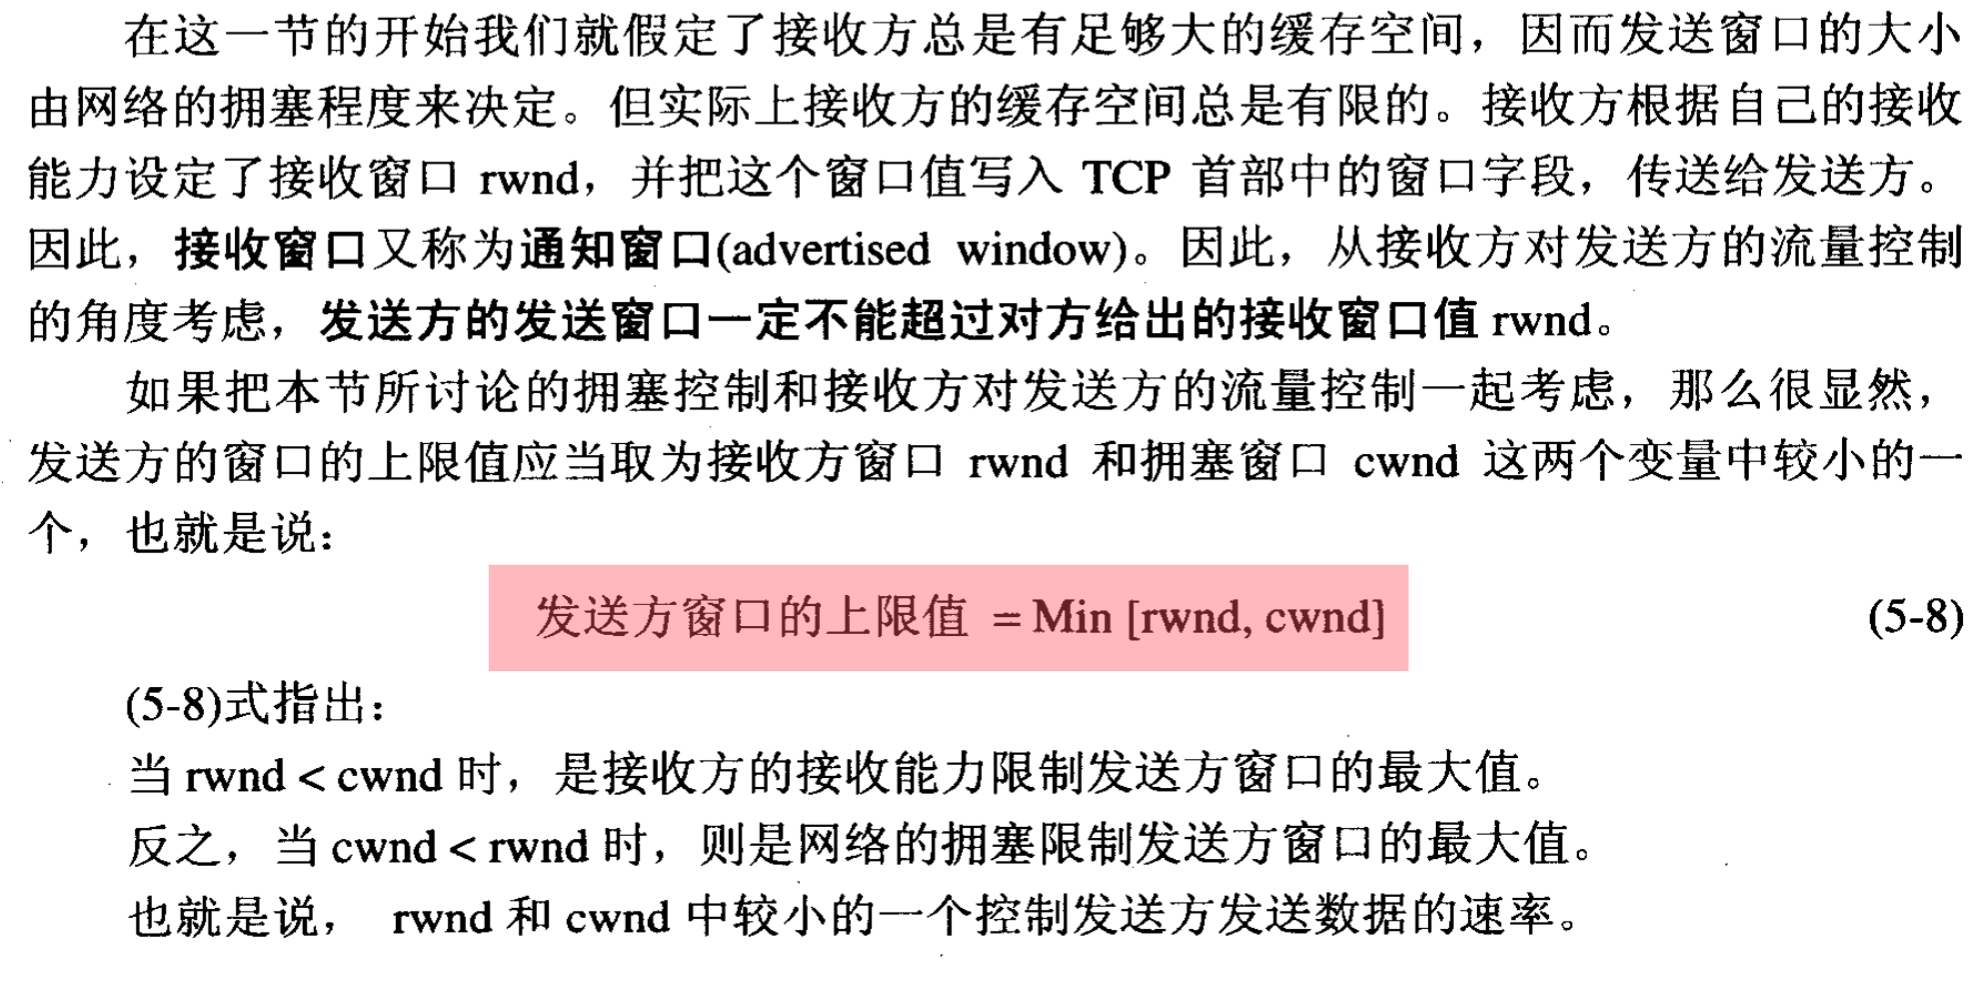 在这一节的开始我们就假定了接收方总是有足够大的缓存空间，因而发送窗口的大小
由网络的拥塞程度来决定。但实际上接收方的缓存空间总是有限的。接收方根据自己的接收
能力设定了接收窗口 rwnd，并把这个窗口值写入 TCP 首部中的窗口字段，传送给发送方。
因此，接收窗口又称为通知窗口(advertised window)。因此，从接收方对发送方的流量控制
的角度考虑，发送方的发送窗口一定不能超过对方给出的接收窗口值 rwnd。
如果把本节所讨论的拥塞控制和接收方对发送方的流量控制一起考虑，那么很显然，
发送方的窗口的上限值应当取为接收方窗口 rwnd 和拥塞窗口 cwnd 这两个变量中较小的一
个，也就是说：
发送方窗口的上限值 = Min [rwnd, cwnd] (5-8)
(5-8)式指出：
当 rwnd < cwnd 时，是接收方的接收能力限制发送方窗口的最大值。
反之，当 cwnd < rwnd 时，则是网络的拥塞限制发送方窗口的最大值。
也就是说， rwnd 和 cwnd 中较小的一个控制发送方发送数据的速率。